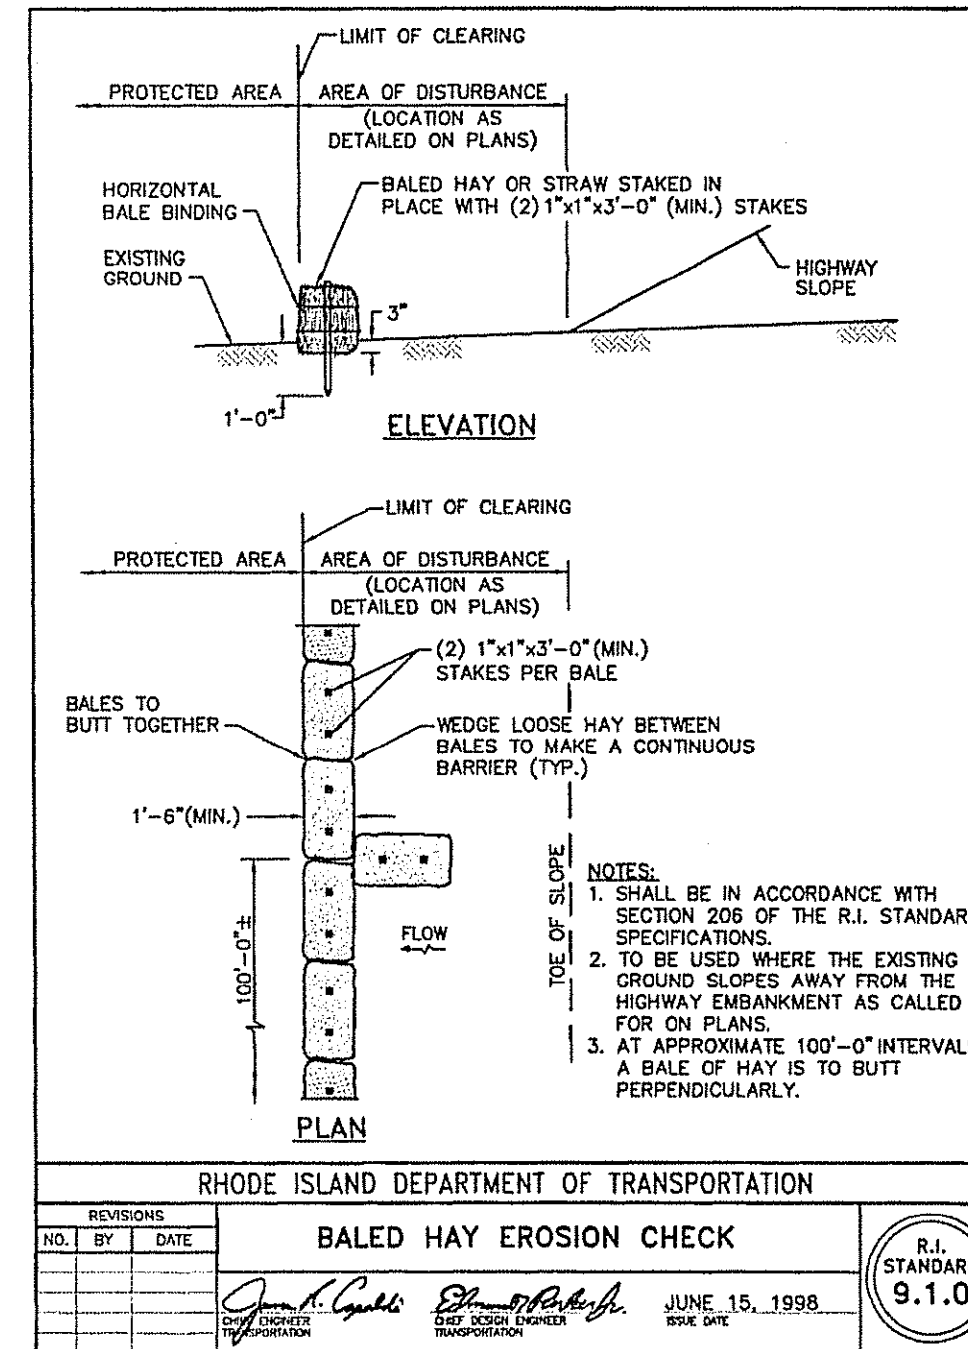 LIMIT OF CLEARING
PROTECTED AREA
AREA OF DISTURBANCE
(LOCATION AS
DETAILED ON PLANS)
HORIZONTAL
BALE BINDING
BALED HAY OR STRAW STAKED IN
PLACE WITH (2) 1"x1"x3'-0" (MIN.) STAKES
EXISTING
GROUND
HIGHWAY
SLOPE
3"
1'-0"
ELEVATION
LIMIT OF CLEARING
PROTECTED AREA
AREA OF DISTURBANCE
(LOCATION AS
DETAILED ON PLANS)
(2) 1"x1"x3'-0"(MIN.)
STAKES PER BALE
BALES TO
BUTT TOGETHER
WEDGE LOOSE HAY BETWEEN
BALES TO MAKE A CONTINUOUS
BARRIER (TYP.)
1'-6"(MIN.)
100'-0"±
FLOW
TOE OF SLOPE
NOTES:
1. SHALL BE IN ACCORDANCE WITH
SECTION 206 OF THE R.I. STANDAR
SPECIFICATIONS.
2. TO BE USED WHERE THE EXISTING
GROUND SLOPES AWAY FROM THE
HIGHWAY EMBANKMENT AS CALLED
FOR ON PLANS.
3. AT APPROXIMATE 100'-0" INTERVAL
A BALE OF HAY IS TO BUTT
PERPENDICULARLY.
PLAN
RHODE ISLAND DEPARTMENT OF TRANSPORTATION
REVISIONS
NO. BY DATE
BALED HAY EROSION CHECK
R.I.
STANDAR
9.1.0
CHIEF ENGINEER
TRANSPORTATION
CHIEF DESIGN ENGINEER
TRANSPORTATION
JUNE 15, 1998
ISSUE DATE